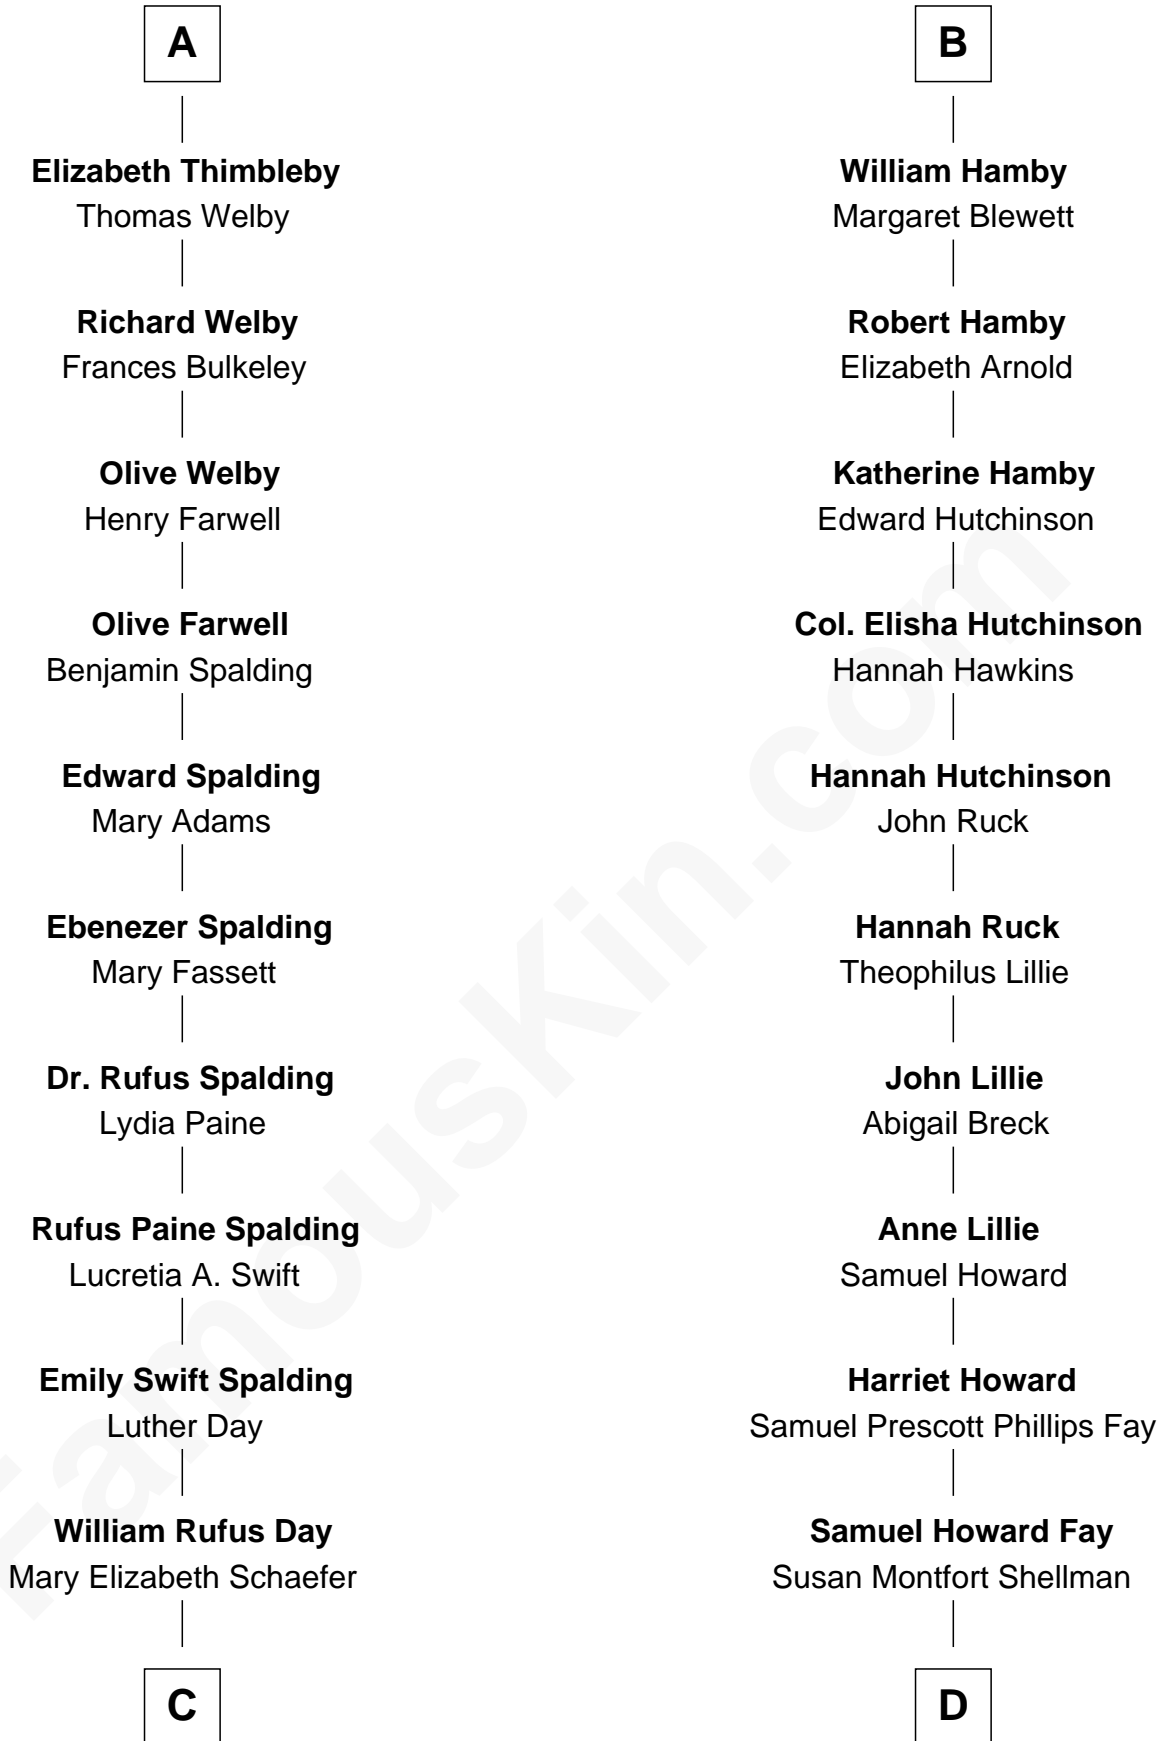 A
Elizabeth Thimbleby
Thomas Welby
Richard Welby
Frances Bulkeley
Olive Welby
Henry Farwell
Olive Farwell
Benjamin Spalding
Edward Spalding
Mary Adams
Ebenezer Spalding
Mary Fassett
Dr. Rufus Spalding
Lydia Paine
Rufus Paine Spalding
Lucretia A. Swift
Emily Swift Spalding
Luther Day
William Rufus Day
Mary Elizabeth Schaefer
C
B
William Hamby
Margaret Blewett
Robert Hamby
Elizabeth Arnold
Katherine Hamby
Edward Hutchinson
Col. Elisha Hutchinson
Hannah Hawkins
Hannah Hutchinson
John Ruck
Hannah Ruck
Theophilus Lillie
John Lillie
Abigail Breck
Anne Lillie
Samuel Howard
Harriet Howard
Samuel Prescott Phillips Fay
Samuel Howard Fay
Susan Montfort Shellman
D
FamousKin.com